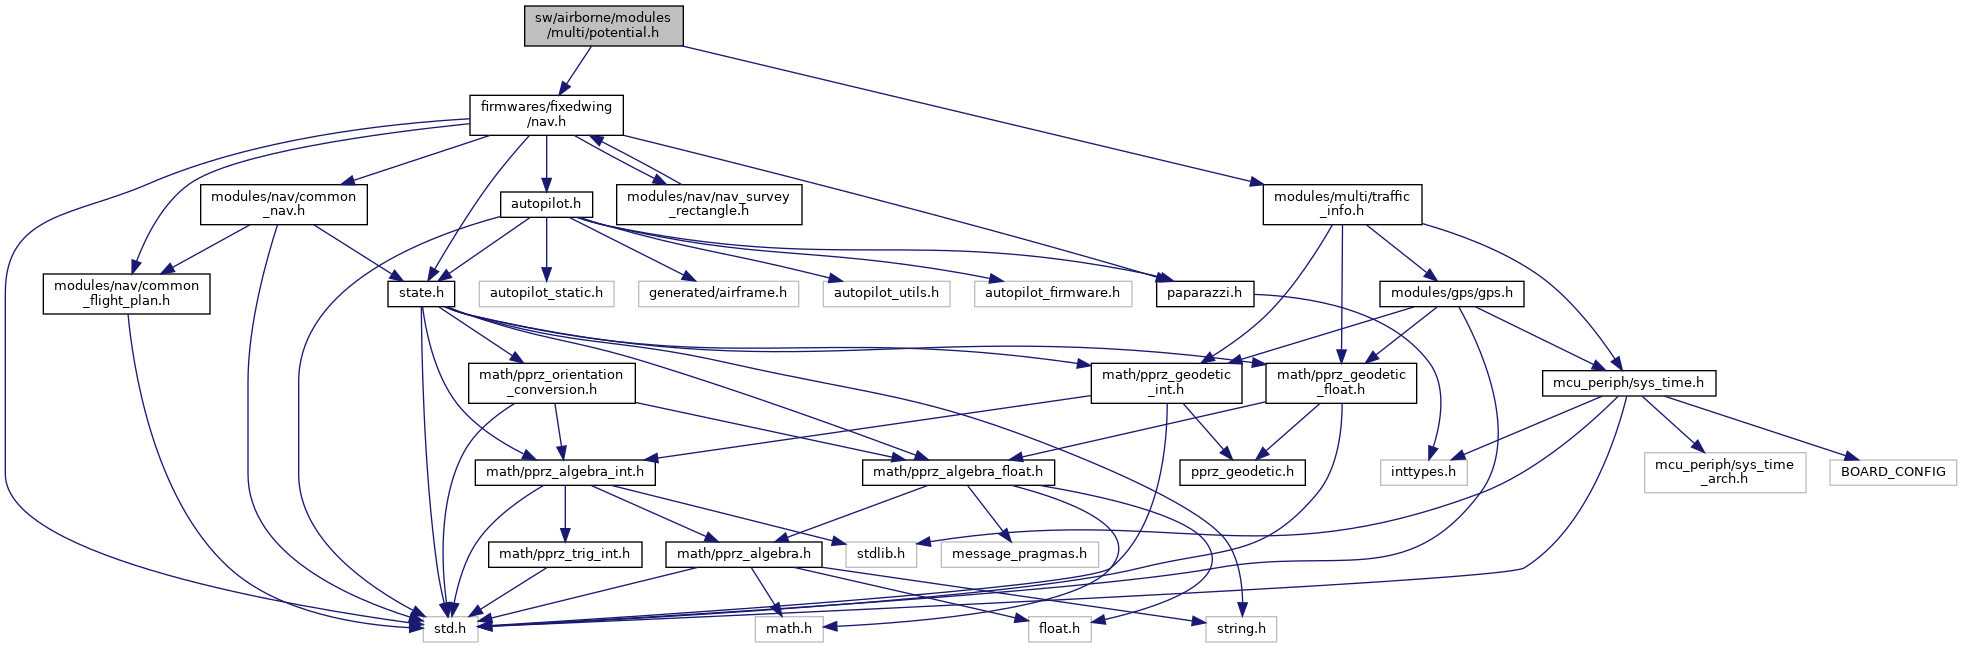 sw/airborne/modules
/multi/potential.h
firmwares/fixedwing
/nav.h
modules/nav/common
_nav.h
autopilot.h
modules/nav/nav_survey
_rectangle.h
modules/multi/traffic
_info.h
modules/nav/common
_flight_plan.h
state.h
autopilot_static.h
generated/airframe.h
autopilot_utils.h
autopilot_firmware.h
paparazzi.h
modules/gps/gps.h
math/pprz_orientation
_conversion.h
math/pprz_geodetic
_int.h
math/pprz_geodetic
_float.h
mcu_periph/sys_time.h
math/pprz_algebra_int.h
math/pprz_algebra_float.h
pprz_geodetic.h
inttypes.h
mcu_periph/sys_time
_arch.h
BOARD_CONFIG
math/pprz_trig_int.h
math/pprz_algebra.h
stdlib.h
message_pragmas.h
std.h
math.h
float.h
string.h